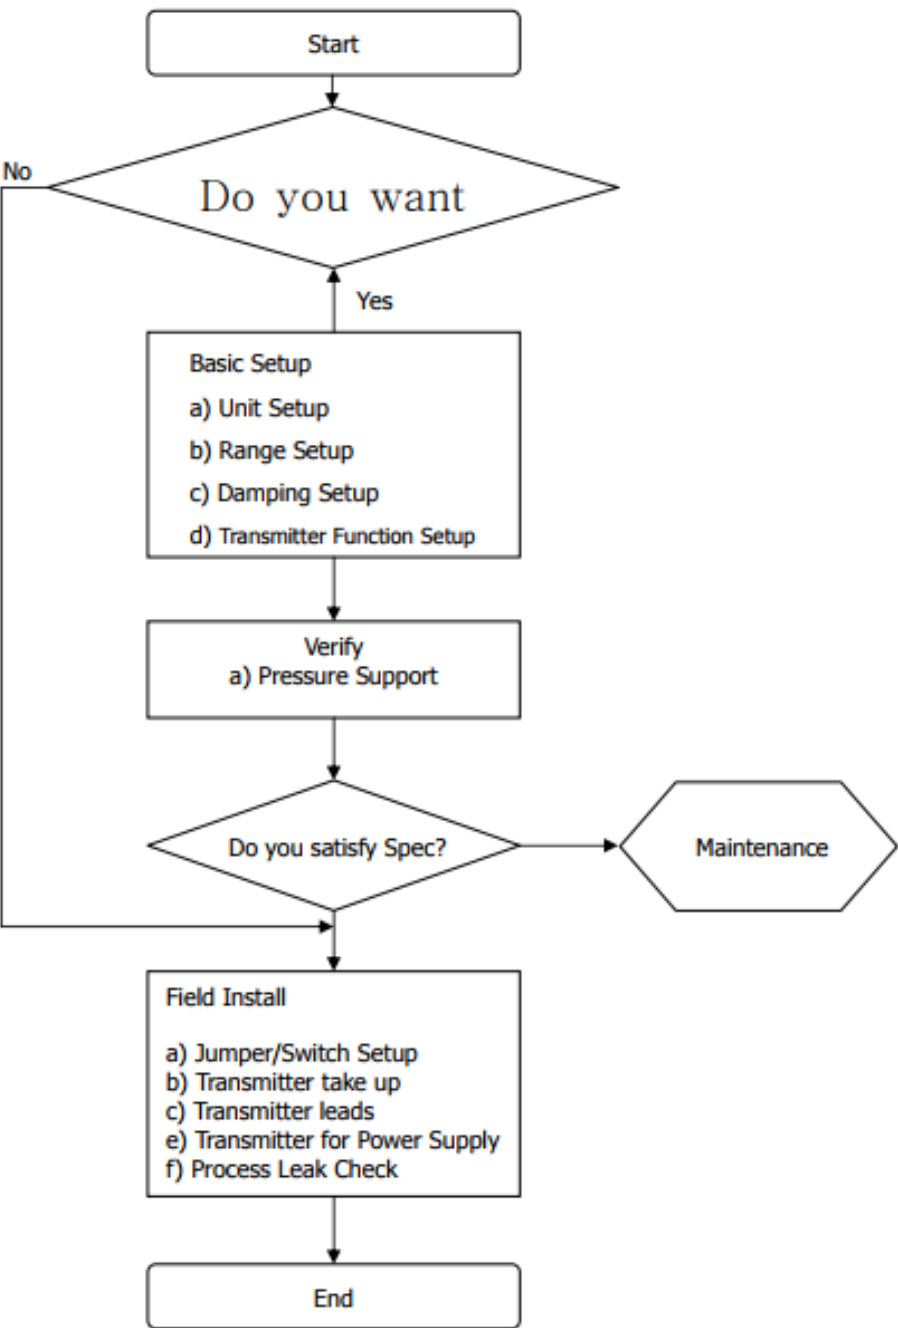 Start
No
Do you want
Yes
Basic Setup
a) Unit Setup
b) Range Setup
c) Damping Setup
d) Transmitter Function Setup
Verify
a) Pressure Support
Do you satisfy Spec?
Maintenance
Field Install
a) Jumper/Switch Setup
b) Transmitter take up
c) Transmitter leads
e) Transmitter for Power Supply
f) Process Leak Check
End